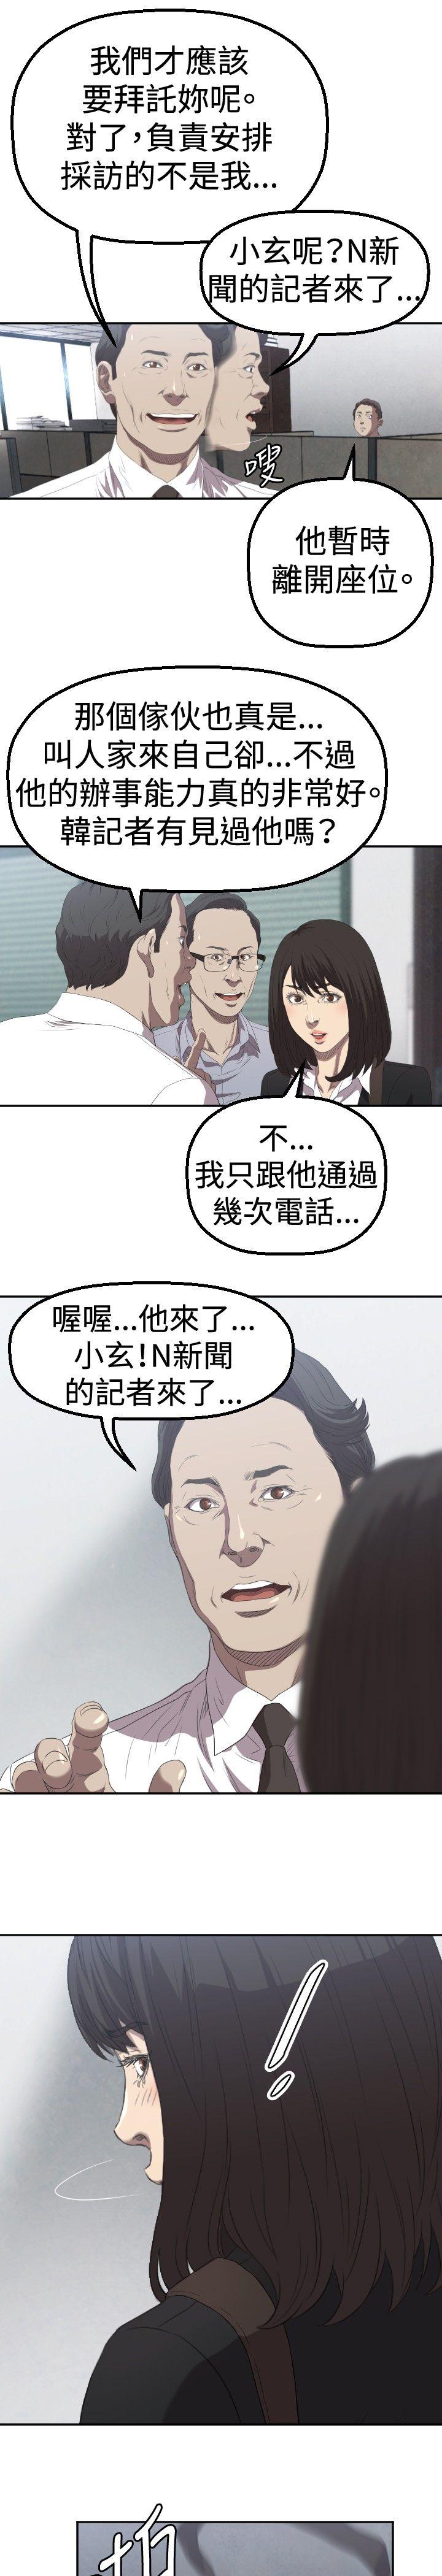 我們才應該
要拜託妳呢。
對了，負責安排
採訪的不是我...
小玄呢？N新
聞的記者來了...
嗖
他暫時
離開座位。
那個傢伙也真是...
叫人家來自己卻...不過
他的辦事能力真的非常好。
韓記者有見過他嗎？
不...
我只跟他通過
幾次電話...
喔喔...他來了...
小玄！N新聞
的記者來了...
!